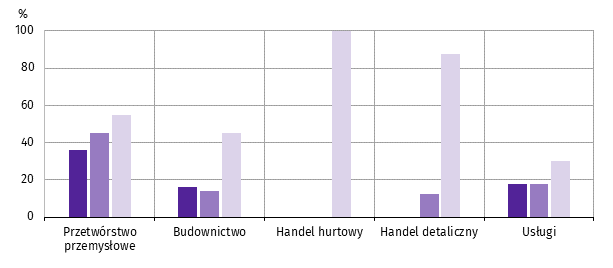 %
100
80
60
40
20
0
Przetwórstwo przemysłowe
Budownictwo
Handel hurtowy
Handel detaliczny
Usługi